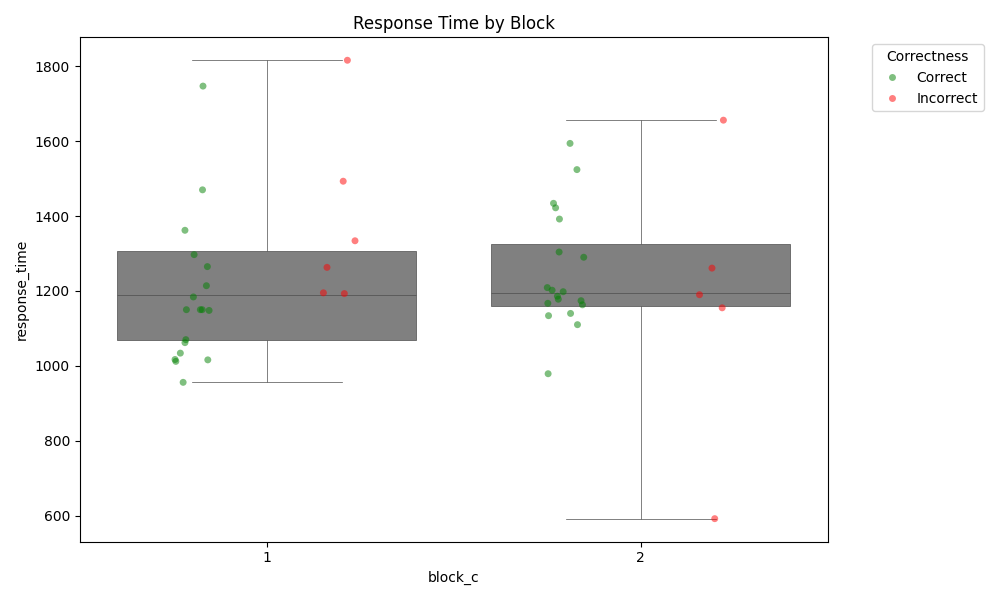 Response Time by Block
Correctness
Correct
Incorrect
response_time
1800
1600
1400
1200
1000
800
600
1
2
block_c